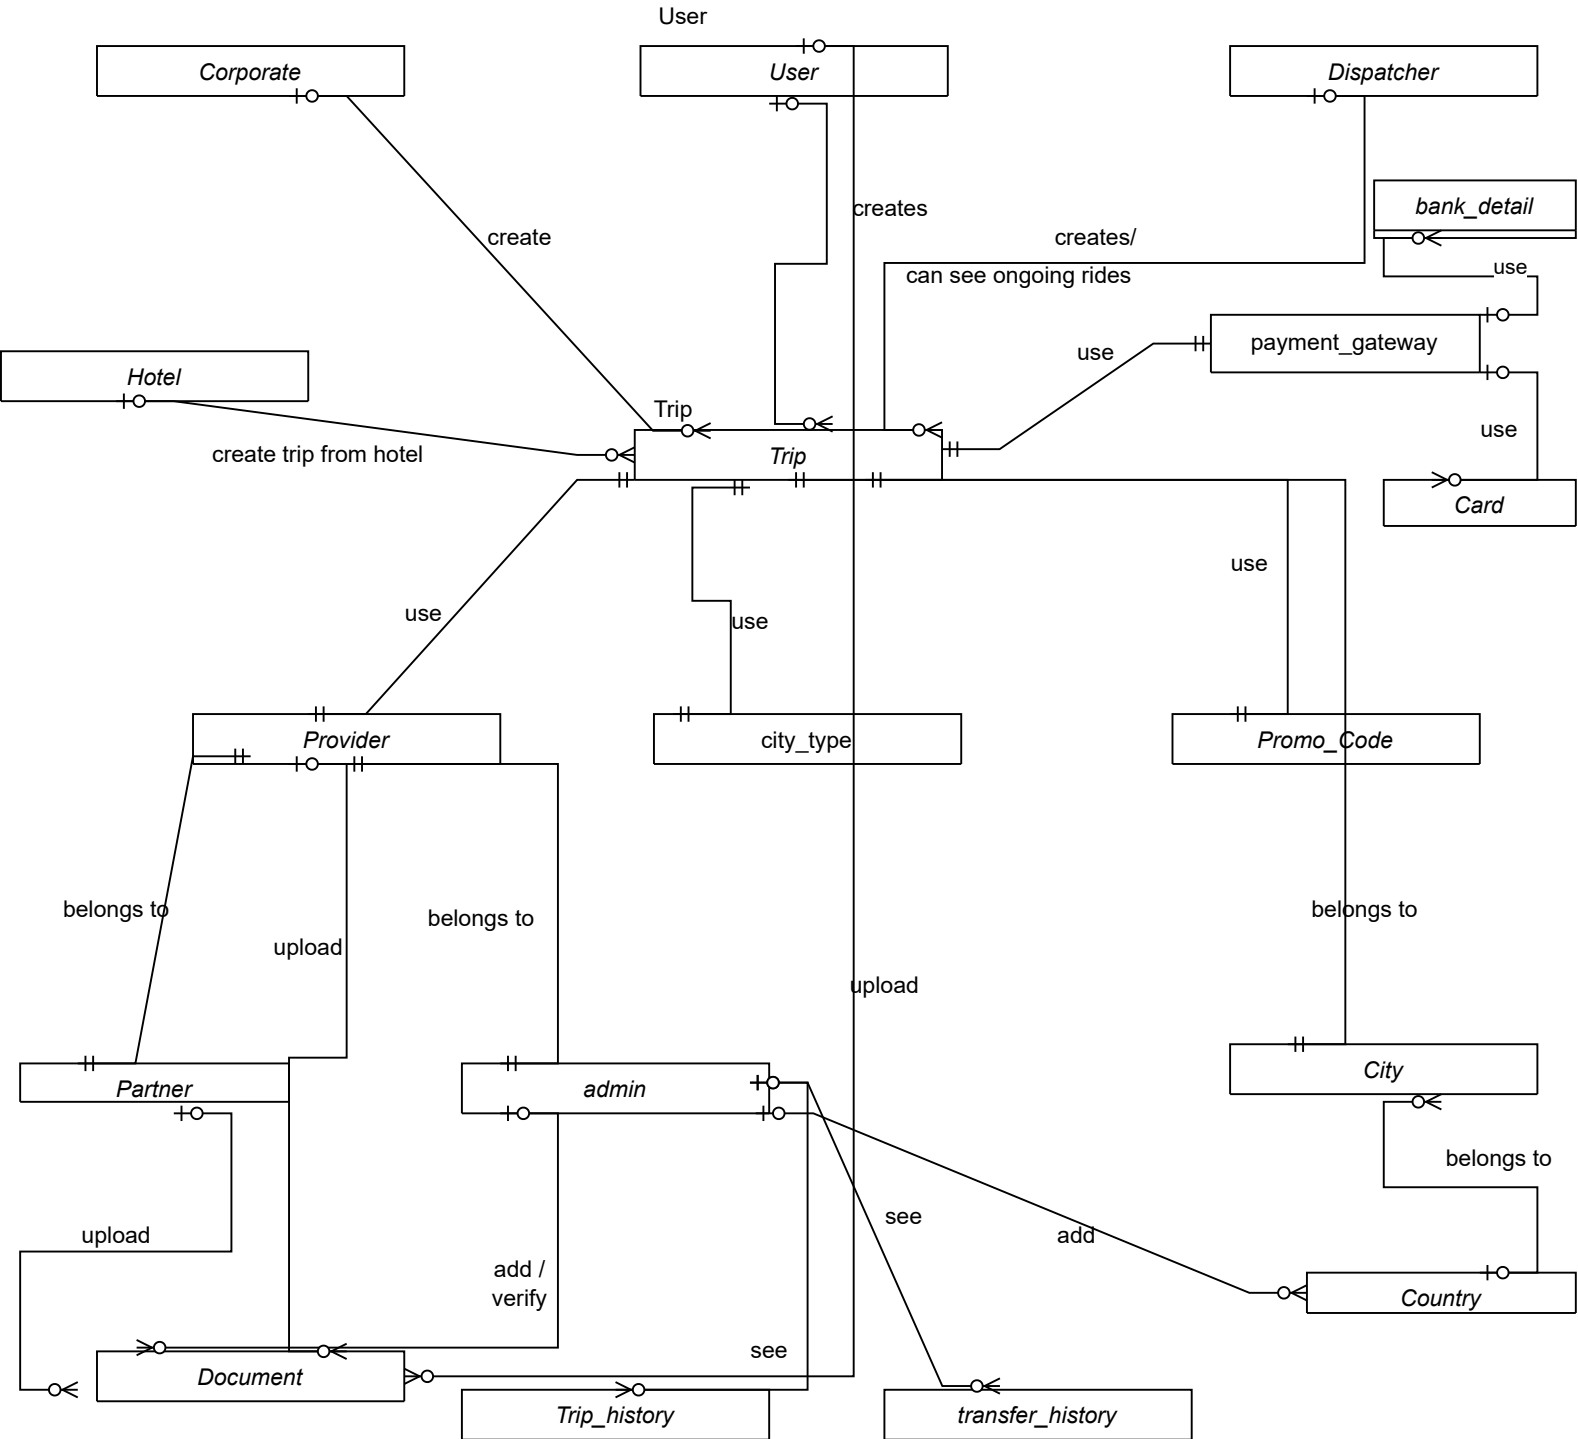 User
Corporate
User
Dispatcher
bank_detail
creates
create
creates/
can see ongoing rides
use
payment_gateway
use
Hotel
Trip
create trip from hotel
Trip
use
Card
use
use
use
Provider
city_type
Promo_Code
belongs to
upload
belongs to
belongs to
upload
Partner
admin
City
belongs to
see
add
upload
add /
verify
Country
see
Document
Trip_history
transfer_history